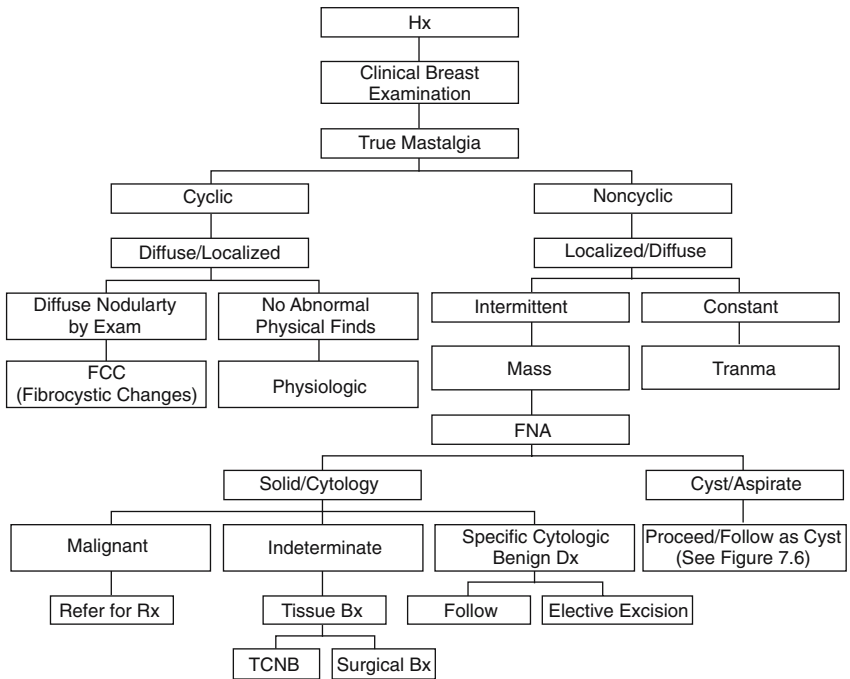 Hx
Clinical Breast
Examination
True Mastalgia
Cyclic
Noncyclic
Diffuse/Localized
Localized/Diffuse
Diffuse Nodularty
by Exam
No Abnormal
Physical Finds
Intermittent
Constant
FCC
(Fibrocystic Changes)
Physiologic
Mass
Tranma
FNA
Solid/Cytology
Cyst/Aspirate
Malignant
Indeterminate
Specific Cytologic
Benign Dx
Proceed/Follow as Cyst
(See Figure 7.6)
Refer for Rx
Tissue Bx
Follow
Elective Excision
TCNB
Surgical Bx